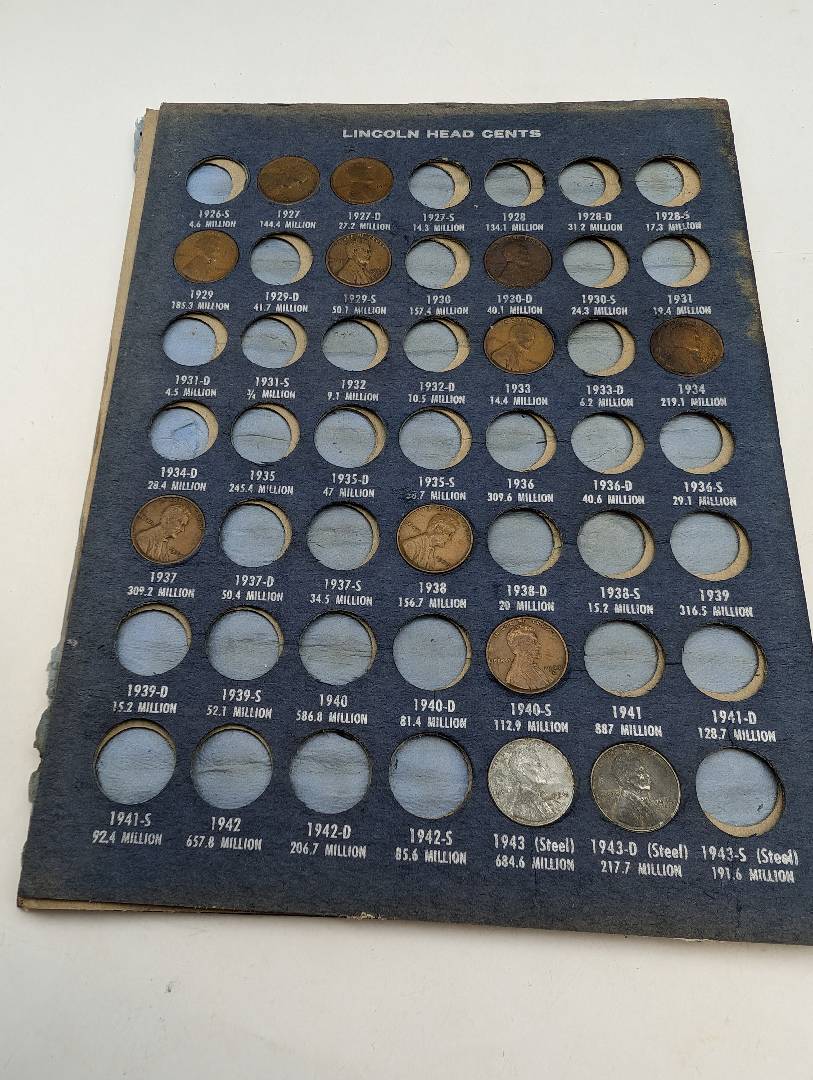 LINCOLN HEAD CENTS
1926-S 1927 1927-D 1927-S 1928 1928-D 1928-S
4.6 MILLION 144.4 MILLION 27.2 MILLION 14.3 MILLION 134.1 MILLION 31.2 MILLION 17.3 MILLION
1929 1929-D 1929-S 1930 1930-D 1930-S 1931
185.3 MILLION 41.7 MILLION 50.1 MILLION 157.4 MILLION 40.1 MILLION 24.3 MILLION 19.4 MILLION
1931-D 1931-S 1932 1932-D 1933 1933-D 1934
4.5 MILLION ¾ MILLION 9.1 MILLION 10.5 MILLION 14.4 MILLION 6.2 MILLION 219.1 MILLION
1934-D 1935 1935-D 1935-S 1936 1936-D 1936-S
28.4 MILLION 245.4 MILLION 47 MILLION MILLION 309.6 MILLION 40.6 MILLION 29.1 MILLION
1937 1937-D 1937-S 1938 1938-D 1938-S 1939
309.2 MILLION 50.4 MILLION 34.5 MILLION 156.7 MILLION 20 MILLION 15.2 MILLION 316.5 MILLION
1939-D 1939-S 1940 1940-D 1940-S 1941 1941-D
15.2 MILLION 52.1 MILLION 586.8 MILLION 81.4 MILLION 112.9 MILLION 887 MILLION 128.7 MILLION
1941-S 1942 1942-D 1942-S 1943 (Steel) 1943-D (Steel) 1943-S (Steel)
92.4 MILLION 657.8 MILLION 206.7 MILLION 85.6 MILLION 684.6 MILLION 217.7 MILLION 191.6 MILLION